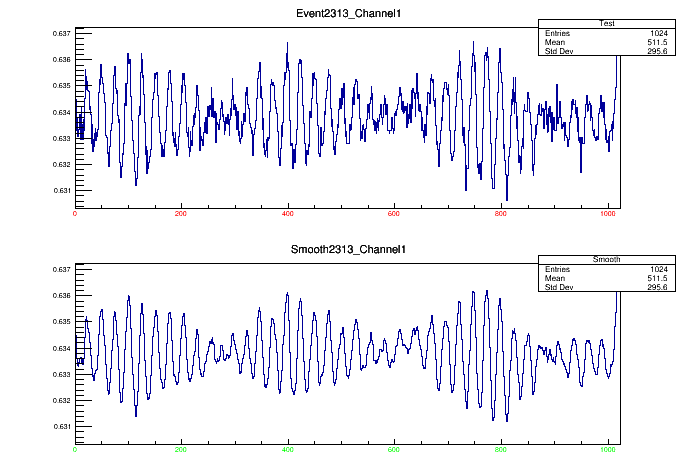 Event2313_Channel1
Test
Entries 1024
Mean 511.5
Std Dev 295.6
0.637
0.636
0.635
0.634
0.633
0.632
0.631
0 200 400 600 800 1000
Smooth2313_Channel1
Smooth
Entries 1024
Mean 511.5
Std Dev 295.6
0.637
0.636
0.635
0.634
0.633
0.632
0.631
0 200 400 600 800 1000